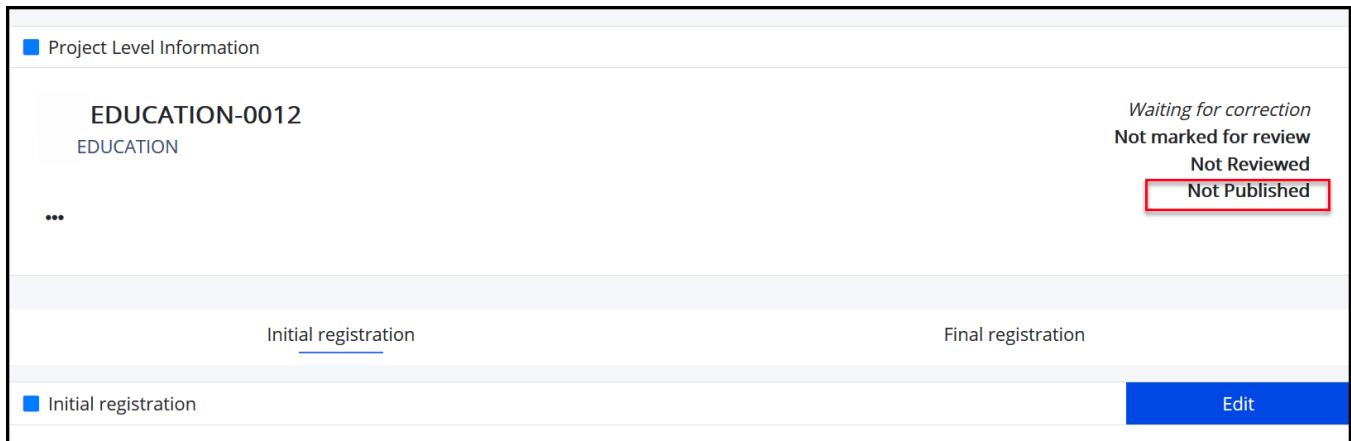 Project Level Information
EDUCATION-0012
EDUCATION
•••
Waiting for correction
Not marked for review
Not Reviewed
Not Published
Initial registration
Final registration
Initial registration
Edit